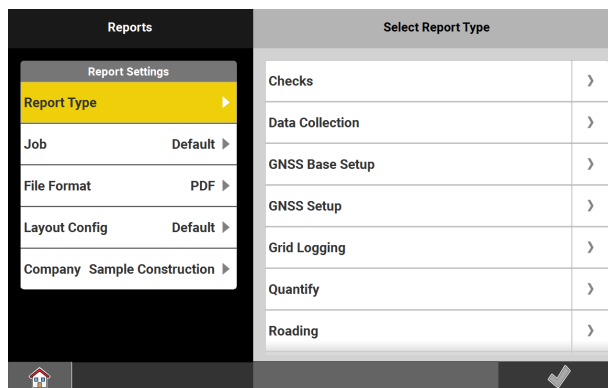 Reports
Select Report Type
Report Settings
Report Type
Job Default
File Format PDF
Layout Config Default
Company Sample Construction
Checks
Data Collection
GNSS Base Setup
GNSS Setup
Grid Logging
Quantify
Roading